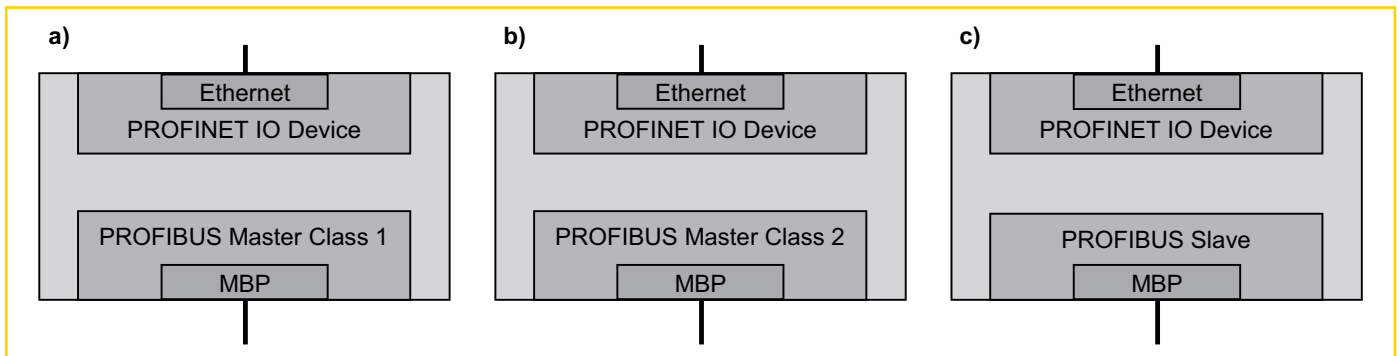 a)
Ethernet
PROFINET IO Device
PROFIBUS Master Class 1
MBP
b)
Ethernet
PROFINET IO Device
PROFIBUS Master Class 2
MBP
c)
Ethernet
PROFINET IO Device
PROFIBUS Slave
MBP